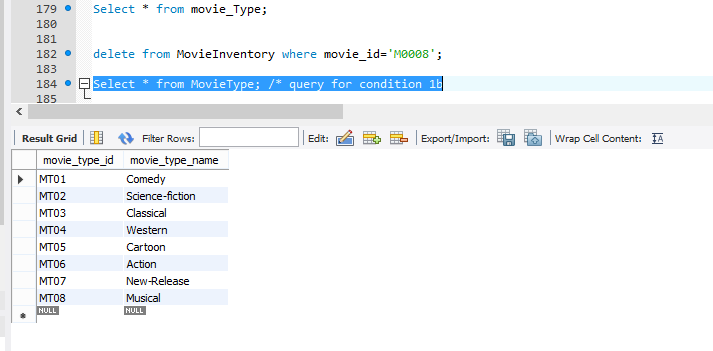 179 Select * from movie_Type;
180
181
182 delete from MovieInventory where movie_id='M0008';
183
184 Select * from MovieType; /* query for condition 1b
185
Result Grid Filter Rows: Edit: Export/Import: Wrap Cell Content:
movie_type_id movie_type_name
MT01 Comedy
MT02 Science-fiction
MT03 Classical
MT04 Western
MT05 Cartoon
MT06 Action
MT07 New-Release
MT08 Musical
NULL NULL